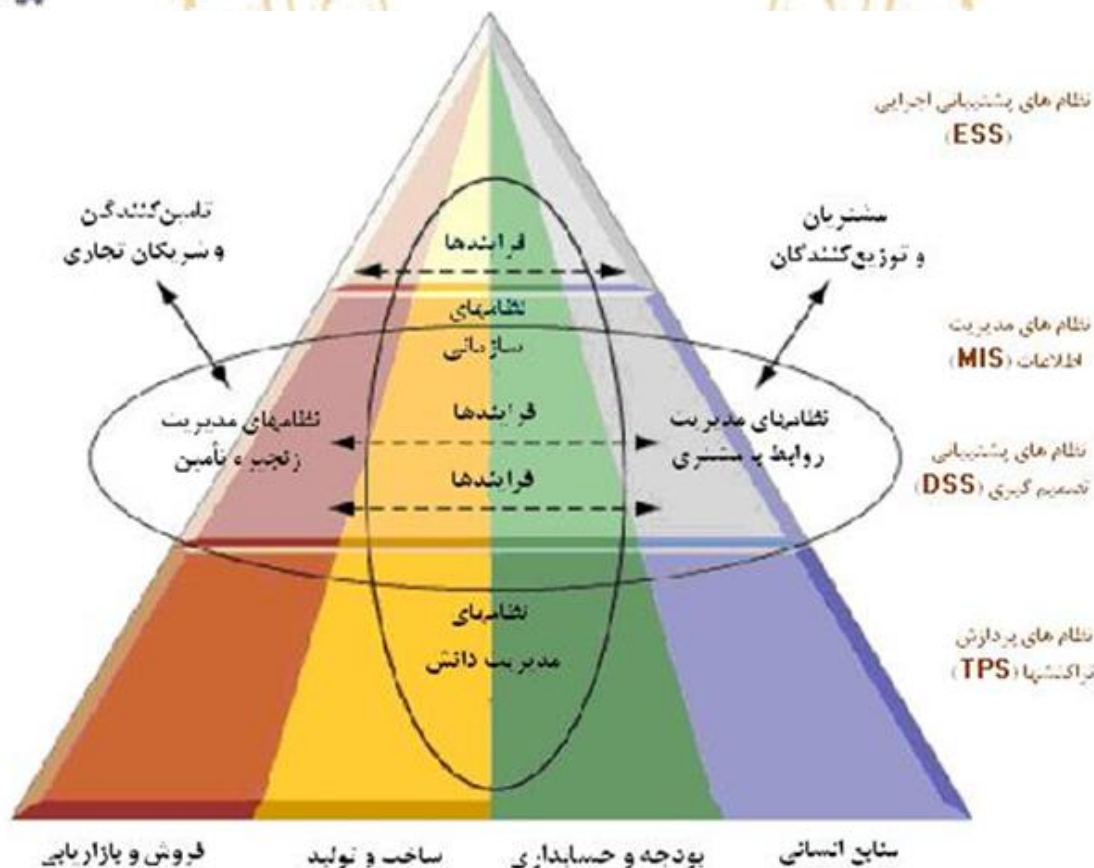 نظام های پشتیبانی اجرایی
(ESS)
تامین‌کنندگان
و شریکان تجاری
مشتریان
و توزیع‌کنندگان
فرایندها
نظامهای
سازمانی
نظام های مدیریت
اطلاعات (MIS)
نظامهای مدیریت
زنجیره تأمین
فرایندها
نظامهای مدیریت
روابط با مشتری
نظام های پشتیبانی
تصمیم گیری (DSS)
فرایندها
نظامهای
مدیریت دانش
نظام های پردازش
تراکنشها (TPS)
فروش و بازاریابی
ساخت و تولید
بودجه و حسابداری
منابع انسانی